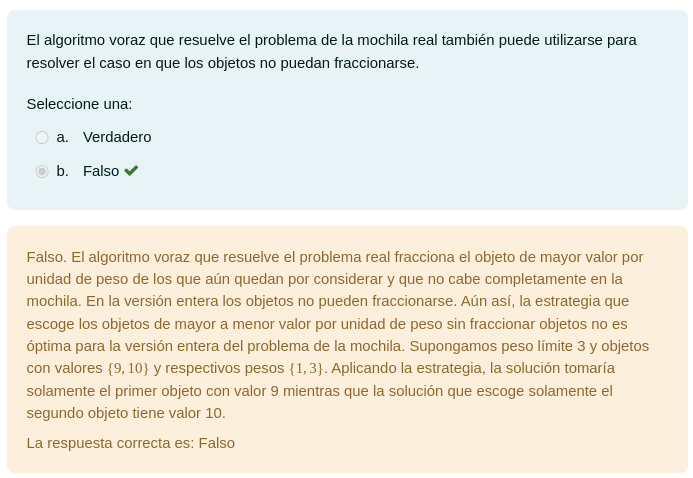 El algoritmo voraz que resuelve el problema de la mochila real también puede utilizarse para
resolver el caso en que los objetos no puedan fraccionarse.
Seleccione una:
a. Verdadero
b. Falso
Falso. El algoritmo voraz que resuelve el problema real fracciona el objeto de mayor valor por
unidad de peso de los que aún quedan por considerar y que no cabe completamente en la
mochila. En la versión entera los objetos no pueden fraccionarse. Aún así, la estrategia que
escoge los objetos de mayor a menor valor por unidad de peso sin fraccionar objetos no es
óptima para la versión entera del problema de la mochila. Supongamos peso límite 3 y objetos
con valores {9, 10} y respectivos pesos {1, 3}. Aplicando la estrategia, la solución tomaría
solamente el primer objeto con valor 9 mientras que la solución que escoge solamente el
segundo objeto tiene valor 10.
La respuesta correcta es: Falso